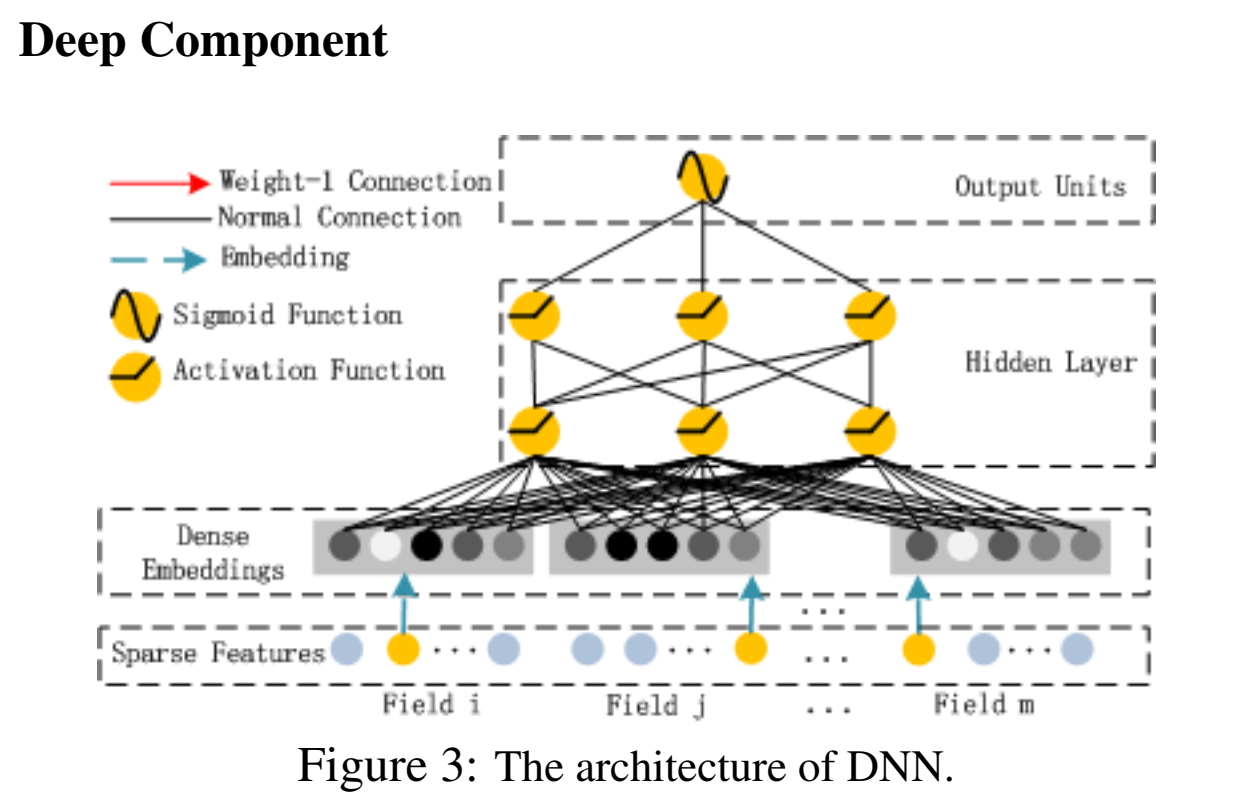 Deep Component
Weight-1 Connection
Normal Connection
Embedding
Sigmoid Function
Activation Function
Output Units
Hidden Layer
Dense
Embeddings
...
Sparse Features ... ... ... ...
Field i Field j ... Field m
Figure 3: The architecture of DNN.